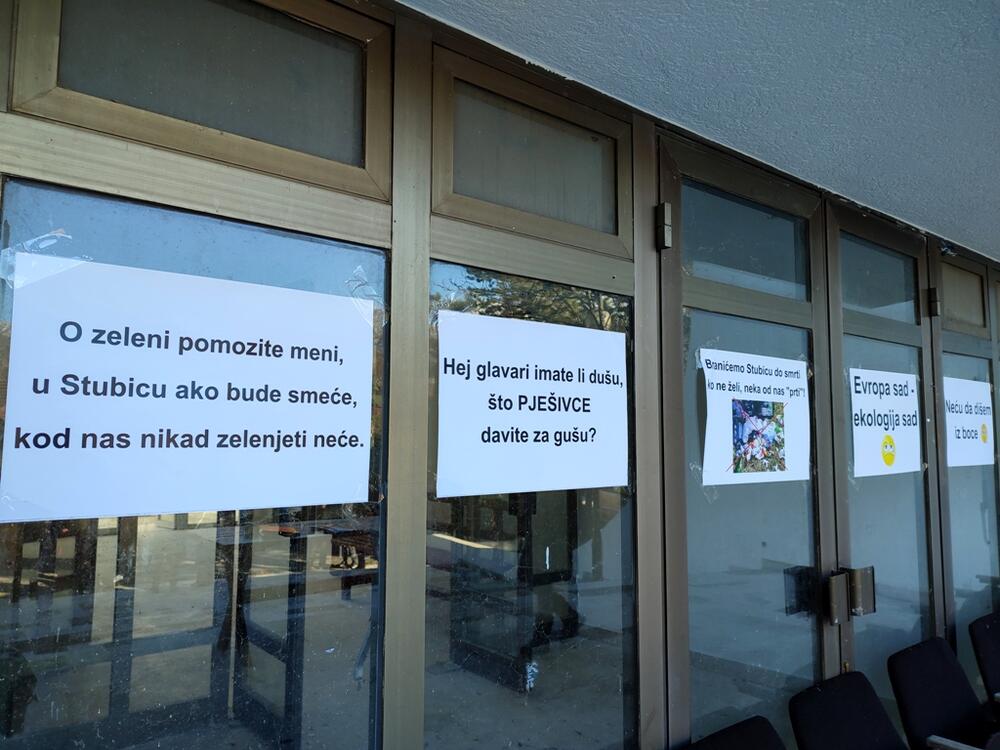 O zeleni pomozite meni,
u Stubicu ako bude smeće,
kod nas nikad zelenjeti neće.
Hej glavari imate li dušu,
što PJEŠIVCE
davite za gušu?
Branićemo Stubicu do smrti
ko ne želi, neka od nas "prti"!
Evropa sad -
ekologija sad
Neću da dišem
iz boce